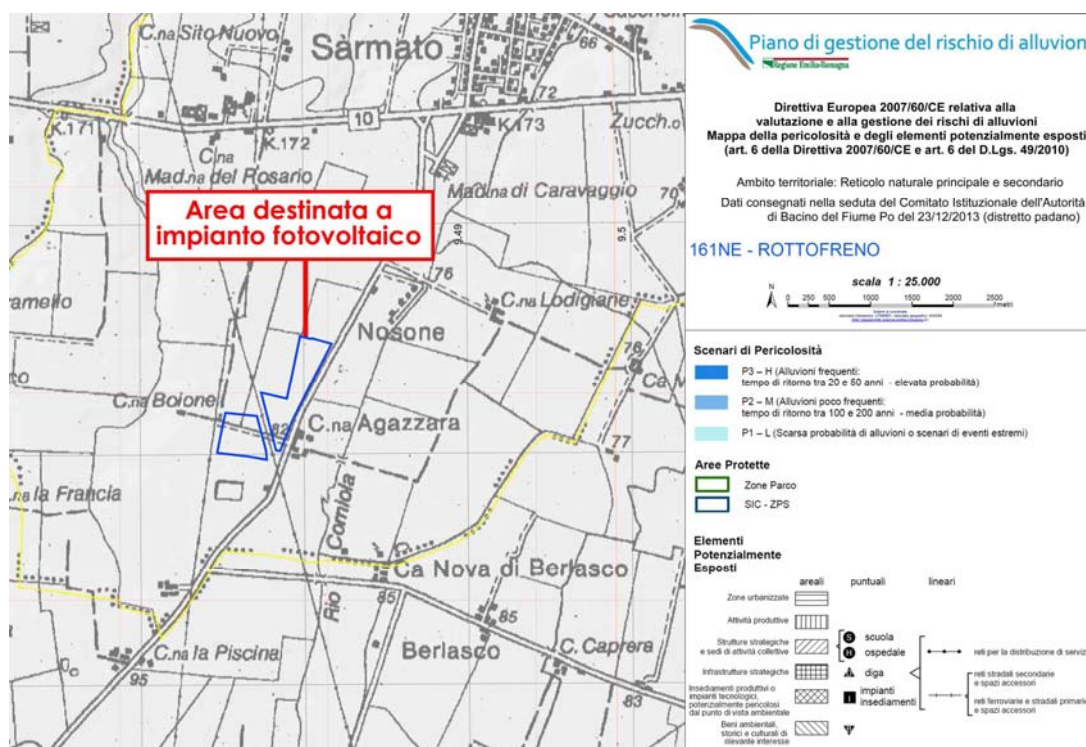 C.na Sito Nuovo
Sàrmato
66
72
K.171
10
K.172
K.173
Zucch.o
C.na
Mad.na del Rosario
Mad.na di Caravaggio
70
Area destinata a
impianto fotovoltaico
9.49
9.5
76
C.na Lodigiane
Nosone
76
C.na Boione
82
C.na Agazzara
77
la Francia
Comiola
Rio
Ca Nova di Berlasco
86
85
Berlasco
C. Caprera
C.na la Piscina
95
83
Piano di gestione del rischio di alluvion
Regione Emilia-Romagna
Direttiva Europea 2007/60/CE relativa alla
valutazione e alla gestione dei rischi di alluvioni
Mappa della pericolosità e degli elementi potenzialmente esposti
(art. 6 della Direttiva 2007/60/CE e art. 6 del D.Lgs. 49/2010)
Ambito territoriale: Reticolo naturale principale e secondario
Dati consegnati nella seduta del Comitato Istituzionale dell'Autorità
di Bacino del Fiume Po del 23/12/2013 (distretto padano)
161NE - ROTTOFRENO
scala 1 : 25.000
N
0 250 500 1000 1500 2000 2500
metri
Scenari di Pericolosità
P3 – H (Alluvioni frequenti:
tempo di ritorno tra 20 e 50 anni - elevata probabilità)
P2 – M (Alluvioni poco frequenti:
tempo di ritorno tra 100 e 200 anni - media probabilità)
P1 – L (Scarsa probabilità di alluvioni o scenari di eventi estremi)
Aree Protette
Zone Parco
SIC - ZPS
Elementi
Potenzialmente
Esposti
areali puntuali lineari
Zone urbanizzate
Attività produttive
Strutture strategiche
e sedi di attività collettive
S scuola
H ospedale
reti per la distribuzione di serviz
Infrastrutture strategiche
diga
reti stradali secondarie
e spazi accessori
Insediamenti produttivi o
impianti tecnologici,
potenzialmente pericolosi
dal punto di vista ambientale
I impianti
insediamenti
reti ferroviarie e stradali primarie
e spazi accessori
Beni ambientali,
storici e culturali di
rilevante interesse